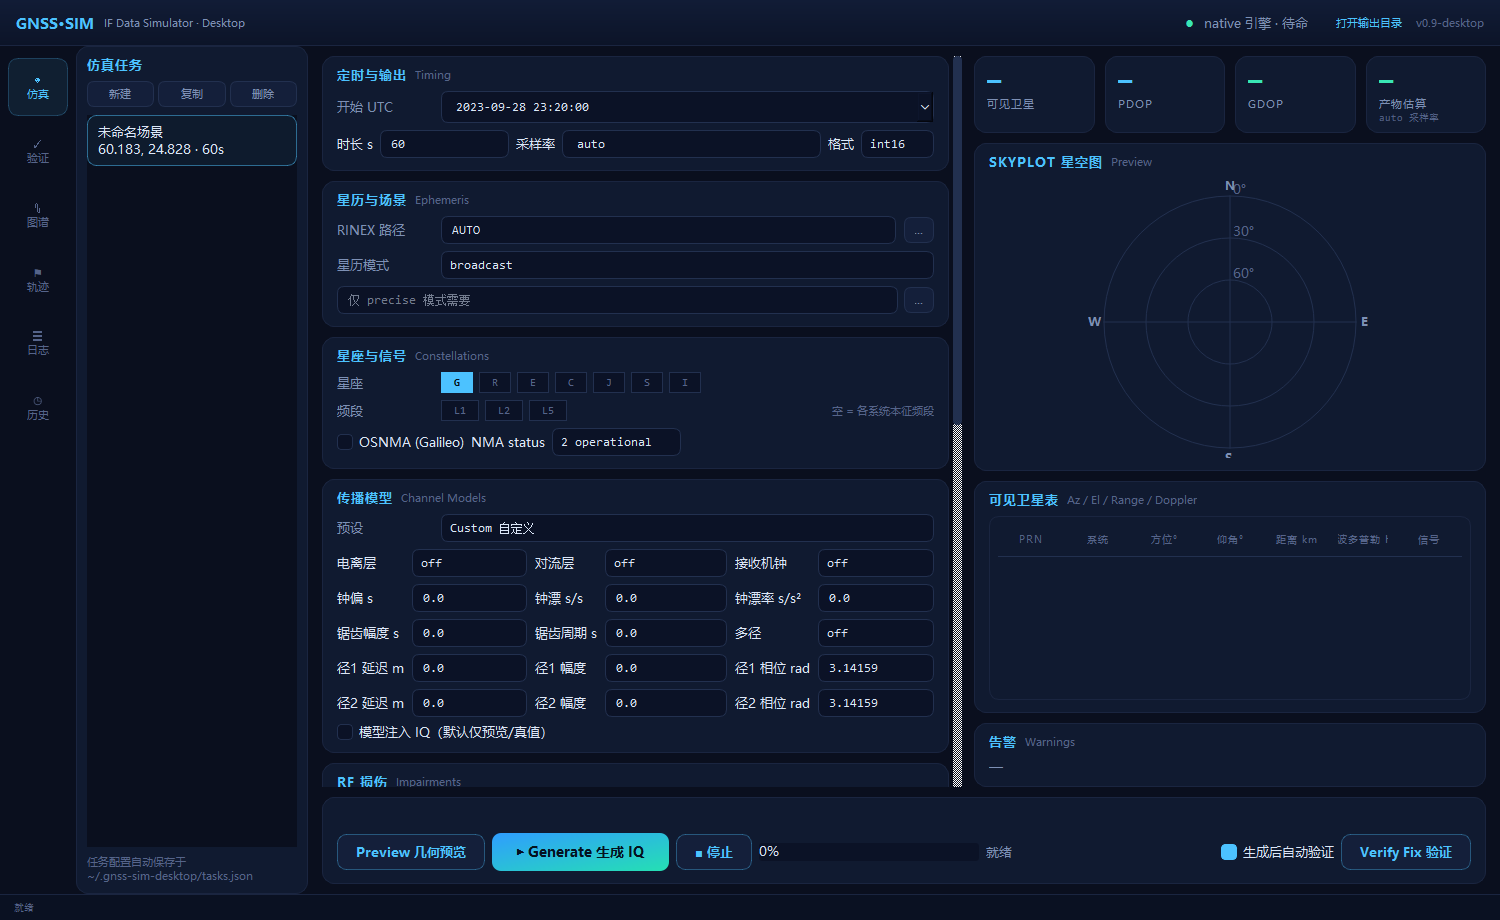 GNSS•SIM IF Data Simulator · Desktop
native 引擎 · 待命 打开输出目录 v0.9-desktop
仿真
验证
图谱
轨迹
日志
历史
仿真任务
新建 复制 删除
未命名场景
60.183, 24.828 · 60s
任务配置自动保存于
~/.gnss-sim-desktop/tasks.json
定时与输出 Timing
开始 UTC 2023-09-28 23:20:00
时长 s 60 采样率 auto 格式 int16
星历与场景 Ephemeris
RINEX 路径 AUTO ...
星历模式 broadcast
仅 precise 模式需要 ...
星座与信号 Constellations
星座 G R E C J S I
频段 L1 L2 L5 空 = 各系统本征频段
OSNMA (Galileo) NMA status 2 operational
传播模型 Channel Models
预设 Custom 自定义
电离层 off 对流层 off 接收机钟 off
钟偏 s 0.0 钟漂 s/s 0.0 钟漂率 s/s² 0.0
锯齿幅度 s 0.0 锯齿周期 s 0.0 多径 off
径1 延迟 m 0.0 径1 幅度 0.0 径1 相位 rad 3.14159
径2 延迟 m 0.0 径2 幅度 0.0 径2 相位 rad 3.14159
模型注入 IQ（默认仅预览/真值）
RF 损伤 Impairments
— 可见卫星
— PDOP
— GDOP
— 产物估算
auto 采样率
SKYPLOT 星空图 Preview
N
0°
30°
60°
W E
S
可见卫星表 Az / El / Range / Doppler
PRN 系统 方位° 仰角° 距离 km 波多普勒 信号
告警 Warnings
—
Preview 几何预览 ▸ Generate 生成 IQ ■ 停止 0% 就绪 生成后自动验证 Verify Fix 验证
就绪